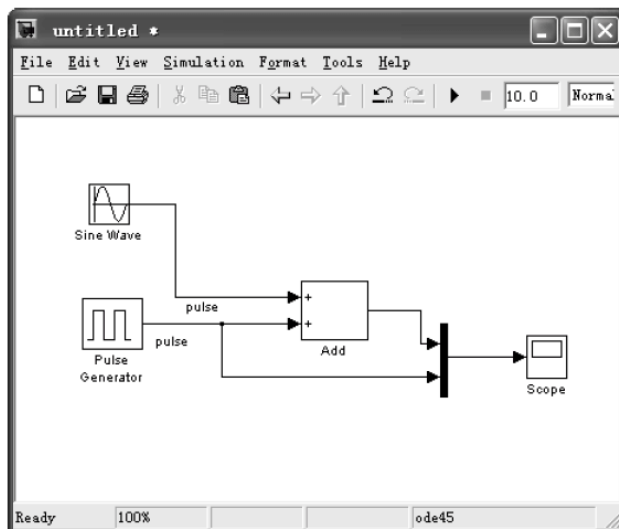 untitled *
File Edit View Simulation Format Tools Help
10.0 Norma
Sine Wave
pulse
+
+
pulse
Add
Pulse
Generator
Scope
Ready 100% ode45